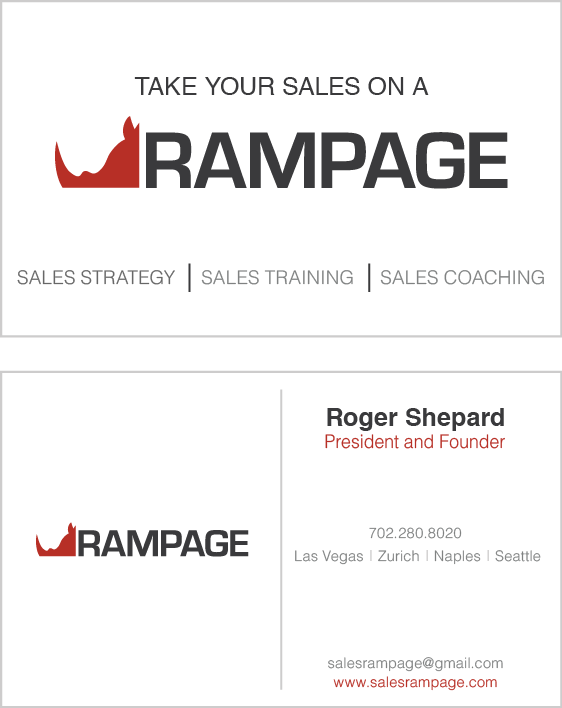 TAKE YOUR SALES ON A
RAMPAGE
SALES STRATEGY | SALES TRAINING | SALES COACHING
Roger Shepard
President and Founder
RAMPAGE
702.280.8020
Las Vegas | Zurich | Naples | Seattle
salesrampage@gmail.com
www.salesrampage.com